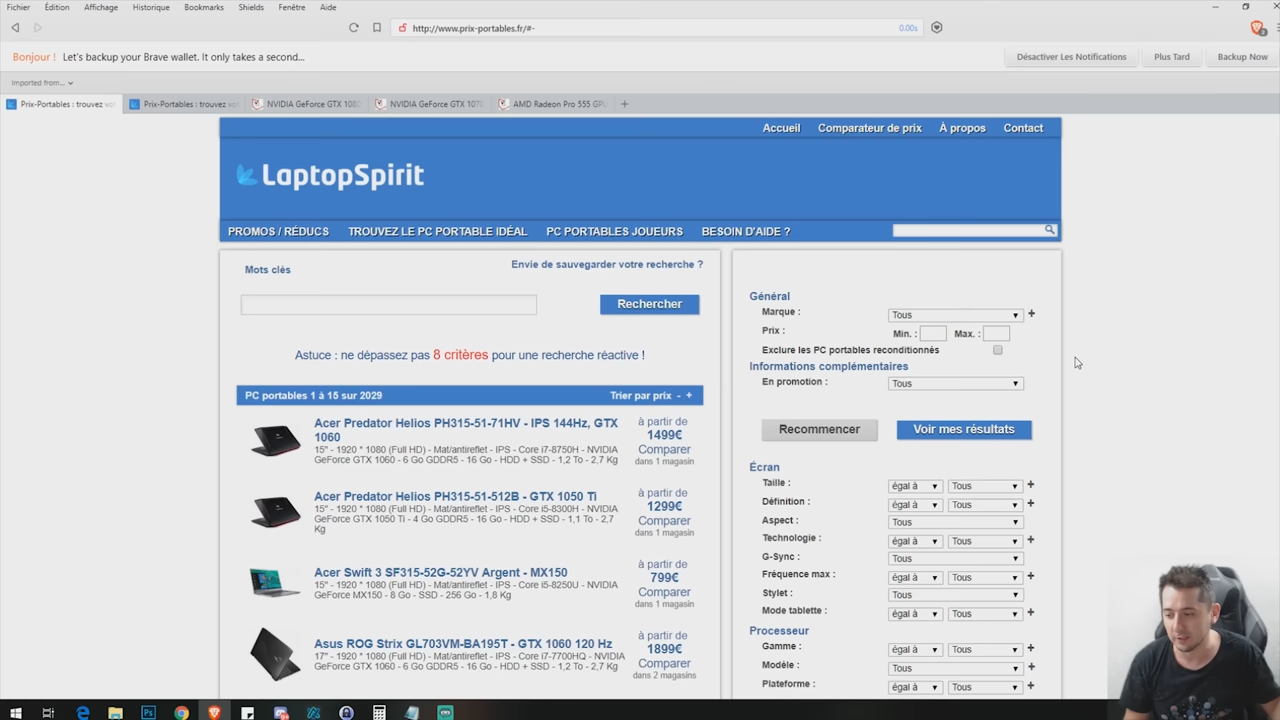 Fichier Édition Affichage Historique Bookmarks Shields Fenêtre Aide
http://www.prix-portables.fr/#- 0.00s
Bonjour ! Let's backup your Brave wallet. It only takes a second... Désactiver Les Notifications Plus Tard Backup Now
Imported from...
Prix-Portables : trouvez vo Prix-Portables : trouvez vo NVIDIA GeForce GTX 1080 NVIDIA GeForce GTX 1070 AMD Radeon Pro 555 GPU
Accueil Comparateur de prix À propos Contact
LaptopSpirit
PROMOS / RÉDUCS TROUVEZ LE PC PORTABLE IDÉAL PC PORTABLES JOUEURS BESOIN D'AIDE ?
Mots clés
Envie de sauvegarder votre recherche ?
Rechercher
Astuce : ne dépassez pas 8 critères pour une recherche réactive !
PC portables 1 à 15 sur 2029 Trier par prix - +
Acer Predator Helios PH315-51-71HV - IPS 144Hz, GTX
1060
15" - 1920 * 1080 (Full HD) - Mat/antireflet - IPS - Core i7-8750H - NVIDIA
GeForce GTX 1060 - 6 Go GDDR5 - 16 Go - HDD + SSD - 1,2 To - 2,7
Kg
à partir de
1499€
Comparer
dans 1 magasin
Acer Predator Helios PH315-51-512B - GTX 1050 Ti
15" - 1920 * 1080 (Full HD) - Mat/antireflet - IPS - Core i5-8300H - NVIDIA
GeForce GTX 1050 Ti - 4 Go GDDR5 - 16 Go - HDD + SSD - 1,1 To - 2,7
Kg
à partir de
1299€
Comparer
dans 1 magasin
Acer Swift 3 SF315-52G-52YV Argent - MX150
15" - 1920 * 1080 (Full HD) - Mat/antireflet - IPS - Core i5-8250U - NVIDIA
GeForce MX150 - 8 Go - SSD - 256 Go - 1,8 Kg
à partir de
799€
Comparer
dans 1 magasin
Asus ROG Strix GL703VM-BA195T - GTX 1060 120 Hz
17" - 1920 * 1080 (Full HD) - Mat/antireflet - IPS - Core i7-7700HQ - NVIDIA
GeForce GTX 1060 - 6 Go GDDR5 - 16 Go - HDD + SSD - 1,2 To - 2,7 Kg
à partir de
1899€
Comparer
dans 2 magasins
Général
Marque : Tous +
Prix : Min. : Max. :
Exclure les PC portables reconditionnés
Informations complémentaires
En promotion : Tous
Recommencer Voir mes résultats
Écran
Taille : égal à Tous +
Définition : égal à Tous +
Aspect : Tous
Technologie : égal à Tous +
G-Sync : Tous
Fréquence max : égal à Tous +
Stylet : Tous
Mode tablette : égal à Tous +
Processeur
Gamme : égal à Tous +
Modèle : Tous
Plateforme : égal à Tous +